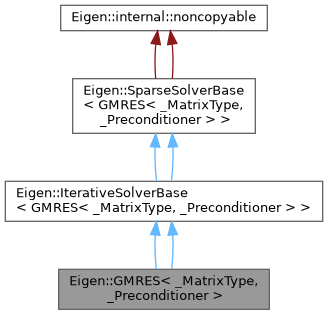 Eigen::internal::noncopyable
Eigen::SparseSolverBase
< GMRES< _MatrixType,
_Preconditioner > >
Eigen::IterativeSolverBase
< GMRES< _MatrixType, _Preconditioner > >
Eigen::GMRES< _MatrixType,
_Preconditioner >